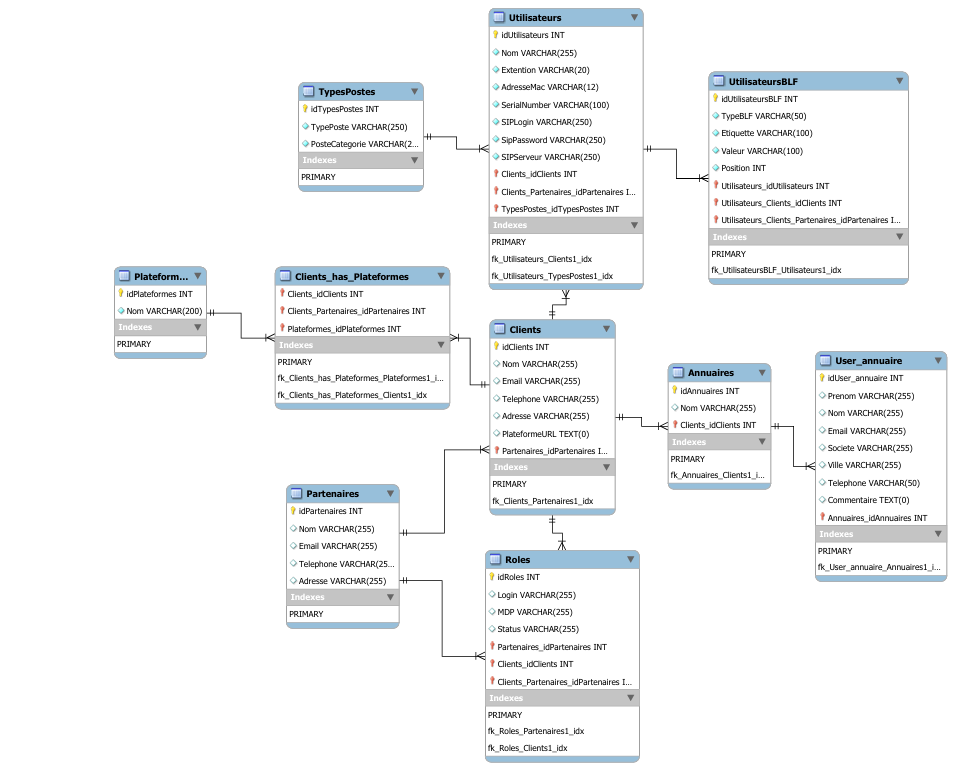 Utilisateurs
idUtilisateurs INT
Nom VARCHAR(255)
Extention VARCHAR(20)
AdresseMac VARCHAR(12)
SerialNumber VARCHAR(100)
SIPLogin VARCHAR(250)
SipPassword VARCHAR(250)
SIPServeur VARCHAR(250)
Clients_idClients INT
Clients_Partenaires_idPartenaires I...
TypesPostes_idTypesPostes INT
Indexes
PRIMARY
fk_Utilisateurs_Clients1_idx
fk_Utilisateurs_TypesPostes1_idx
TypesPostes
idTypesPostes INT
TypePoste VARCHAR(250)
PosteCategorie VARCHAR(2...
Indexes
PRIMARY
UtilisateursBLF
idUtilisateursBLF INT
TypeBLF VARCHAR(50)
Etiquette VARCHAR(100)
Valeur VARCHAR(100)
Position INT
Utilisateurs_idUtilisateurs INT
Utilisateurs_Clients_idClients INT
Utilisateurs_Clients_Partenaires_idPartenaires I...
Indexes
PRIMARY
fk_UtilisateursBLF_Utilisateurs1_idx
Plateform...
idPlateformes INT
Nom VARCHAR(200)
Indexes
PRIMARY
Clients_has_Plateformes
Clients_idClients INT
Clients_Partenaires_idPartenaires INT
Plateformes_idPlateformes INT
Indexes
PRIMARY
fk_Clients_has_Plateformes_Plateformes1_i...
fk_Clients_has_Plateformes_Clients1_idx
Clients
idClients INT
Nom VARCHAR(255)
Email VARCHAR(255)
Telephone VARCHAR(255)
Adresse VARCHAR(255)
PlateformeURL TEXT(0)
Partenaires_idPartenaires I...
Indexes
PRIMARY
fk_Clients_Partenaires1_idx
Annuaires
idAnnuaires INT
Nom VARCHAR(255)
Clients_idClients INT
Indexes
PRIMARY
fk_Annuaires_Clients1_i...
User_annuaire
idUser_annuaire INT
Prenom VARCHAR(255)
Nom VARCHAR(255)
Email VARCHAR(255)
Societe VARCHAR(255)
Ville VARCHAR(255)
Telephone VARCHAR(50)
Commentaire TEXT(0)
Annuaires_idAnnuaires INT
Indexes
PRIMARY
fk_User_annuaire_Annuaires1_i...
Partenaires
idPartenaires INT
Nom VARCHAR(255)
Email VARCHAR(255)
Telephone VARCHAR(25...
Adresse VARCHAR(255)
Indexes
PRIMARY
Roles
idRoles INT
Login VARCHAR(255)
MDP VARCHAR(255)
Status VARCHAR(255)
Partenaires_idPartenaires INT
Clients_idClients INT
Clients_Partenaires_idPartenaires I...
Indexes
PRIMARY
fk_Roles_Partenaires1_idx
fk_Roles_Clients1_idx